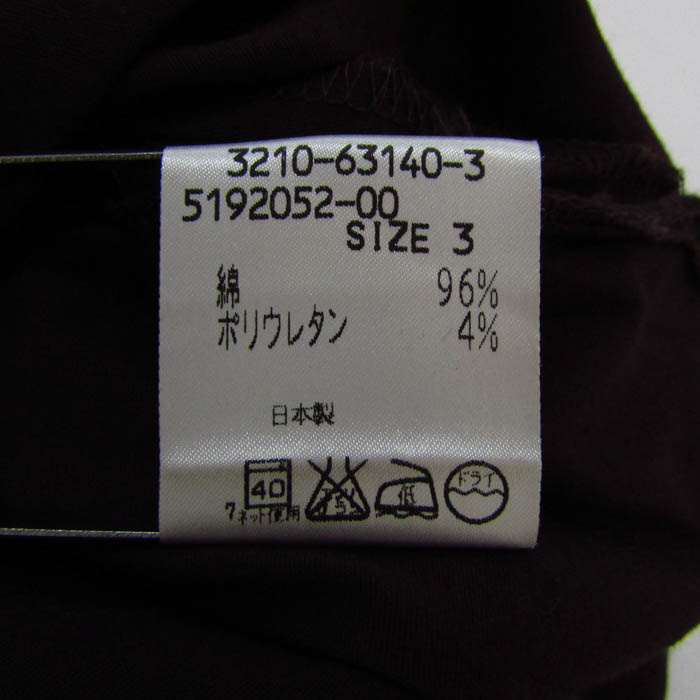 3210-63140-3
5192052-00
SIZE 3
綿 96%
ポリウレタン 4%
日本製
40 低 ドライ
ネット使用